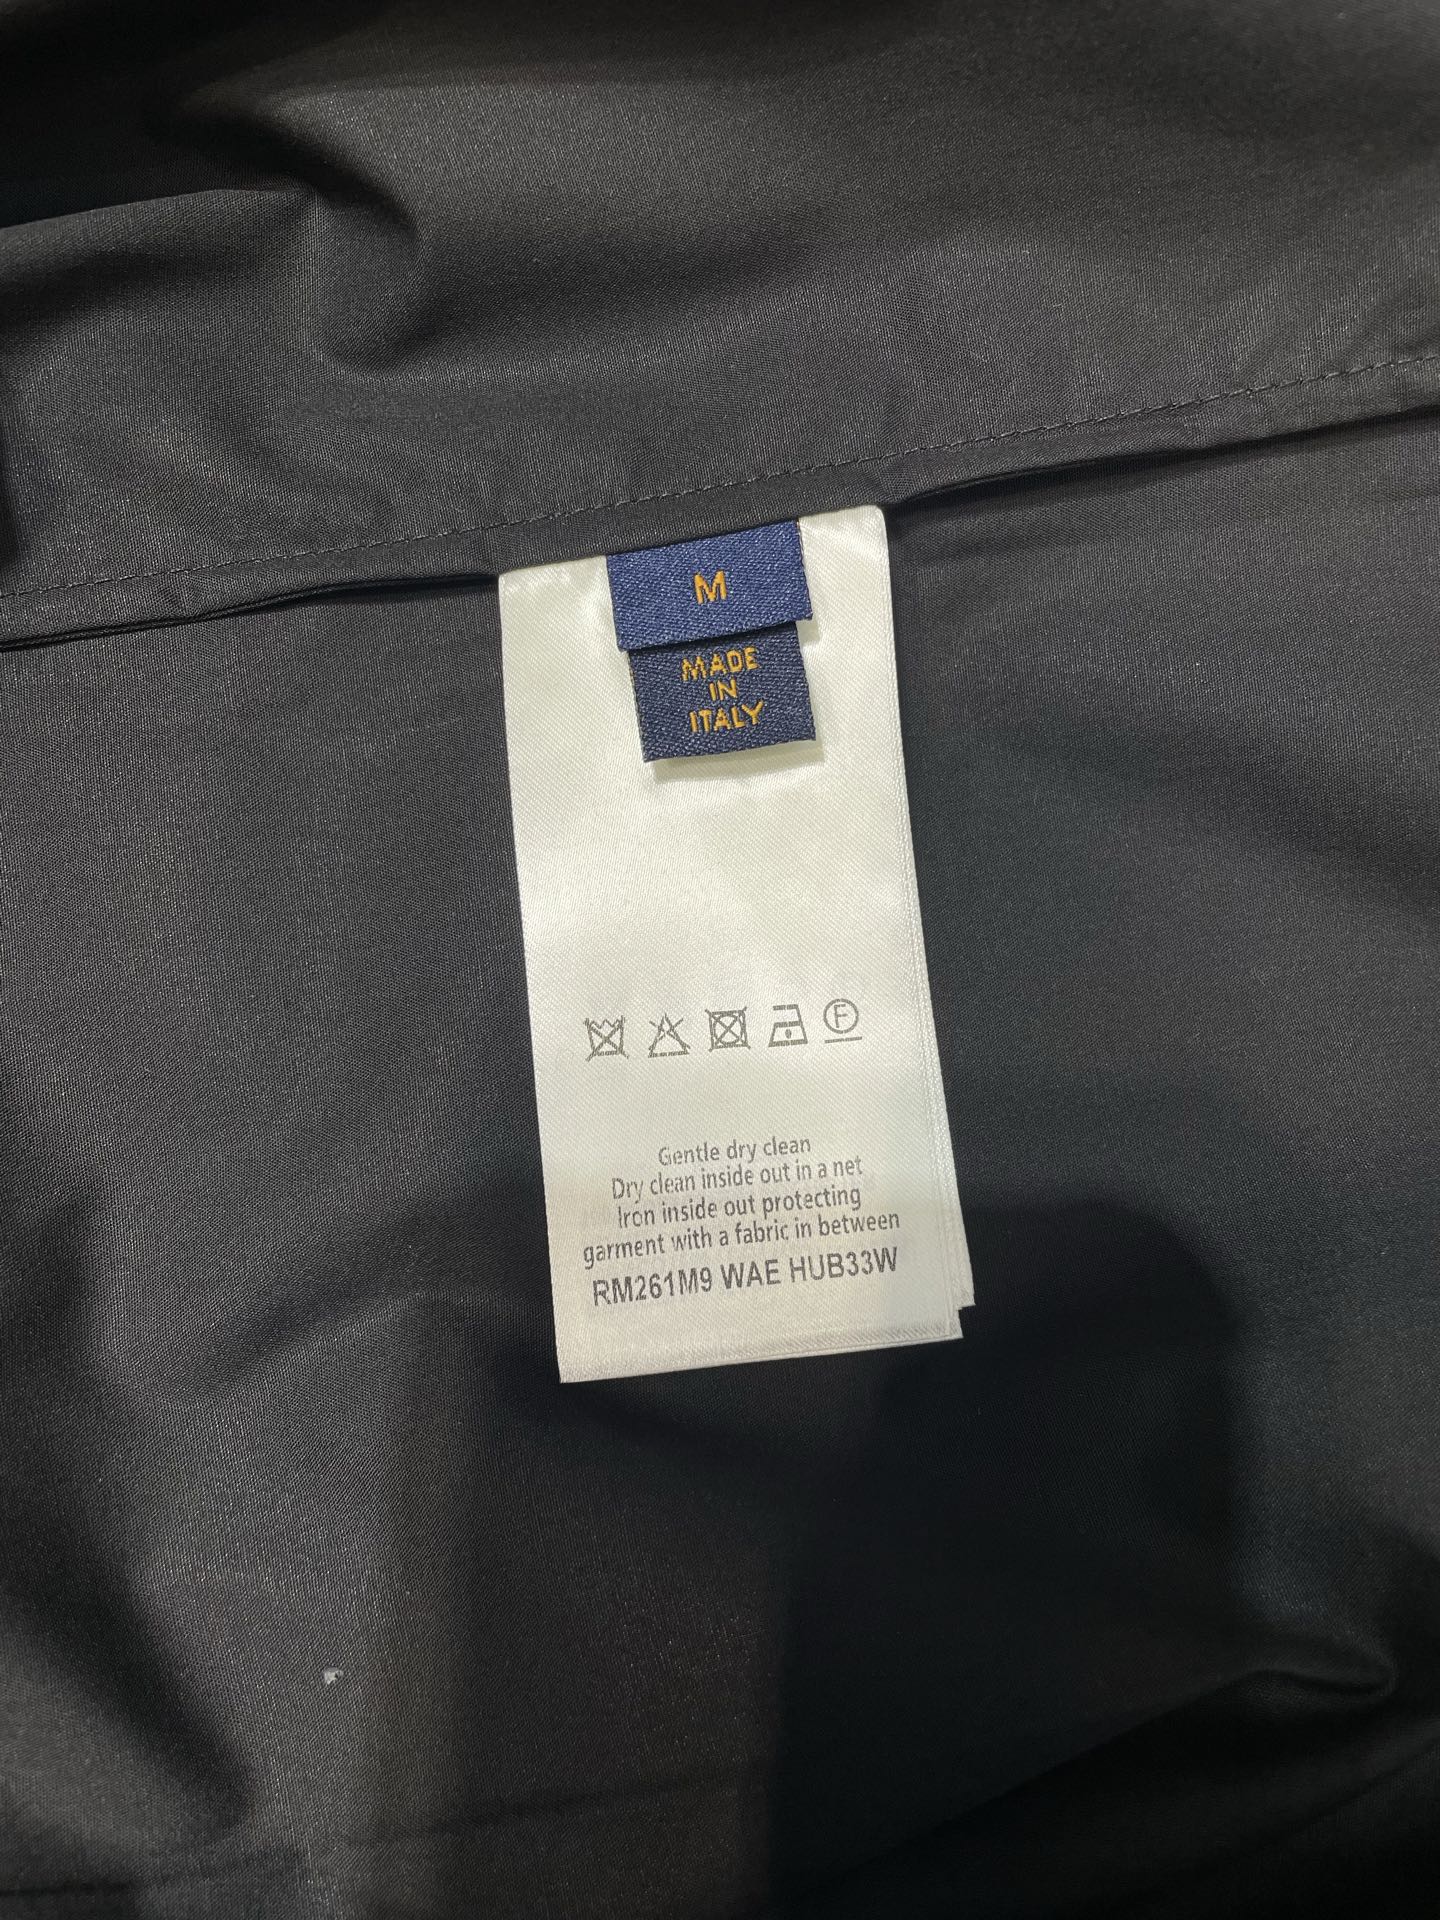 M
MADE
IN
ITALY
F
Gentle dry clean
Dry clean inside out in a net
Iron inside out protecting
garment with a fabric in between
RM261M9 WAE HUB33W